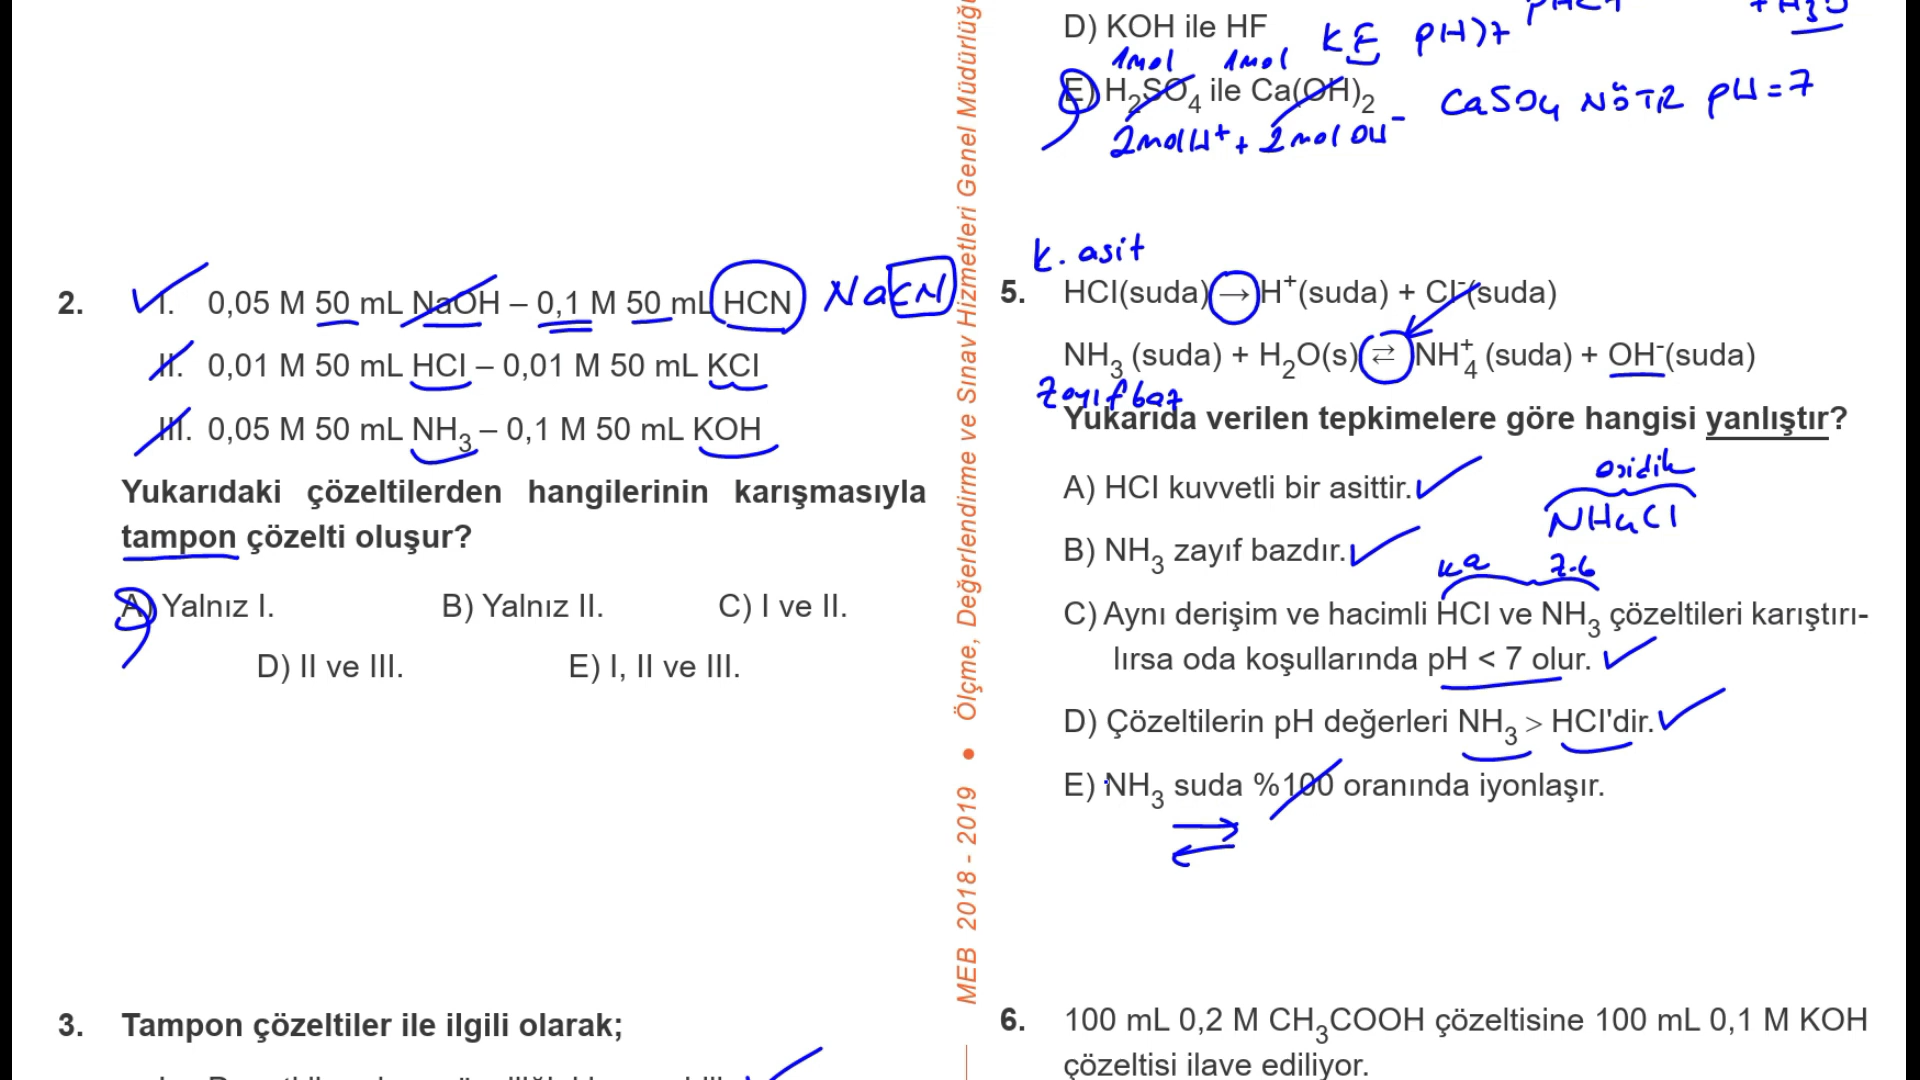 2. I. 0,05 M 50 mL NaOH – 0,1 M 50 mL HCN NaCN
II. 0,01 M 50 mL HCl – 0,01 M 50 mL KCl
III. 0,05 M 50 mL NH₃ – 0,1 M 50 mL KOH
Yukarıdaki çözeltilerden hangilerinin karışmasıyla
tampon çözelti oluşur?
A) Yalnız I. B) Yalnız II. C) I ve II.
D) II ve III. E) I, II ve III.
3. Tampon çözeltiler ile ilgili olarak;
MEB 2018 - 2019 ● Ölçme, Değerlendirme ve Sınav Hizmetleri Genel Müdürlüğü
D) KOH ile HF pH>7
1mol 1mol
E) H₂SO₄ ile Ca(OH)₂ CaSO₄ NÖTR pH=7
2mol H⁺ + 2mol OH⁻
k. asit
5. HCl(suda) → H⁺(suda) + Cl⁻(suda)
NH₃ (suda) + H₂O(s) ⇄ NH₄⁺ (suda) + OH⁻(suda)
Zayıf baz
Yukarıda verilen tepkimelere göre hangisi yanlıştır?
A) HCl kuvvetli bir asittir.
asidik
NH₄Cl
B) NH₃ zayıf bazdır.
ka z.b
C) Aynı derişim ve hacimli HCl ve NH₃ çözeltileri karıştırı-
lırsa oda koşullarında pH < 7 olur.
D) Çözeltilerin pH değerleri NH₃ > HCl'dir.
E) NH₃ suda %100 oranında iyonlaşır.
6. 100 mL 0,2 M CH₃COOH çözeltisine 100 mL 0,1 M KOH
çözeltisi ilave ediliyor.